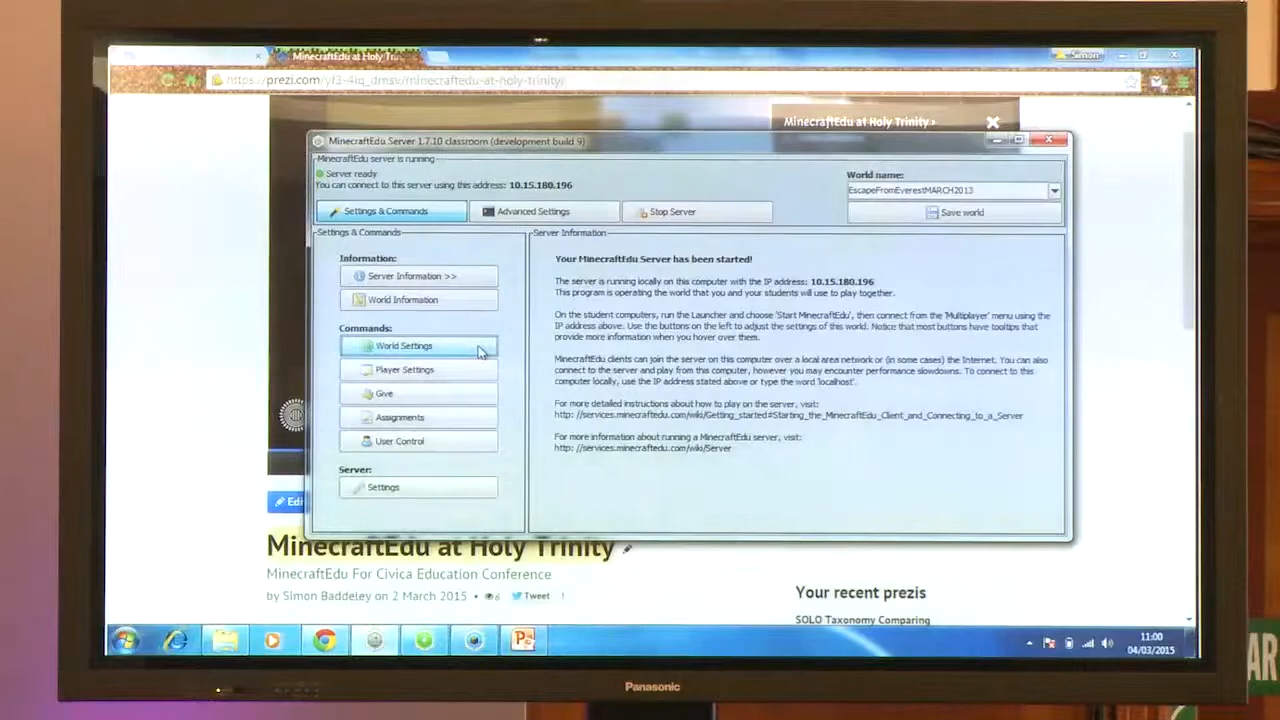 MinecraftEdu at Holy Tri
Simon
https://prezi.com/yf3-4iq_dmsv/minecraftedu-at-holy-trinity/
MinecraftEdu at Holy Trinity
MinecraftEdu Server 1.7.10 classroom (development build 9)
MinecraftEdu server is running
Server ready
You can connect to this server using this address: 10.15.180.196
World name:
EscapeFromEverestMARCH2013
Settings & Commands
Advanced Settings
Stop Server
Save world
Settings & Commands
Information:
Server Information >>
World Information
Commands:
World Settings
Player Settings
Give
Assignments
User Control
Server:
Settings
Server Information
Your MinecraftEdu Server has been started!
The server is running locally on this computer with the IP address: 10.15.180.196
This program is operating the world that you and your students will use to play together.
On the student computers, run the Launcher and choose 'Start MinecraftEdu', then connect from the 'Multiplayer' menu using the
IP address above. Use the buttons on the left to adjust the settings of this world. Notice that most buttons have tooltips that
provide more information when you hover over them.
MinecraftEdu clients can join the server on this computer over a local area network or (in some cases) the Internet. You can also
connect to the server and play from this computer, however you may encounter performance slowdowns. To connect to this
computer locally, use the IP address stated above or type the word 'localhost'.
For more detailed instructions about how to play on the server, visit:
http://services.minecraftedu.com/wiki/Getting_started#Starting_the_MinecraftEdu_Client_and_Connecting_to_a_Server
For more information about running a MinecraftEdu server, visit:
http://services.minecraftedu.com/wiki/Server
Edi
MinecraftEdu at Holy Trinity
MinecraftEdu For Civica Education Conference
by Simon Baddeley on 2 March 2015 • 6 Tweet 1
Your recent prezis
SOLO Taxonomy Comparing
11:00
04/03/2015
Panasonic
AR